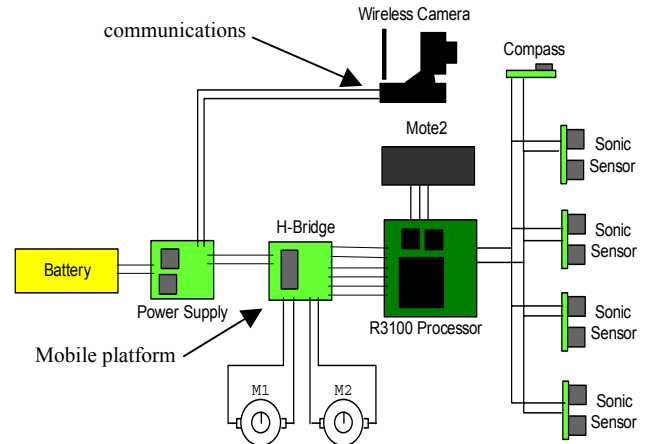 Wireless Camera
communications
Compass
Mote2
Sonic
Sensor
Sonic
Sensor
H-Bridge
Battery
Power Supply
R3100 Processor
Sonic
Sensor
Mobile platform
M1
M2
Sonic
Sensor